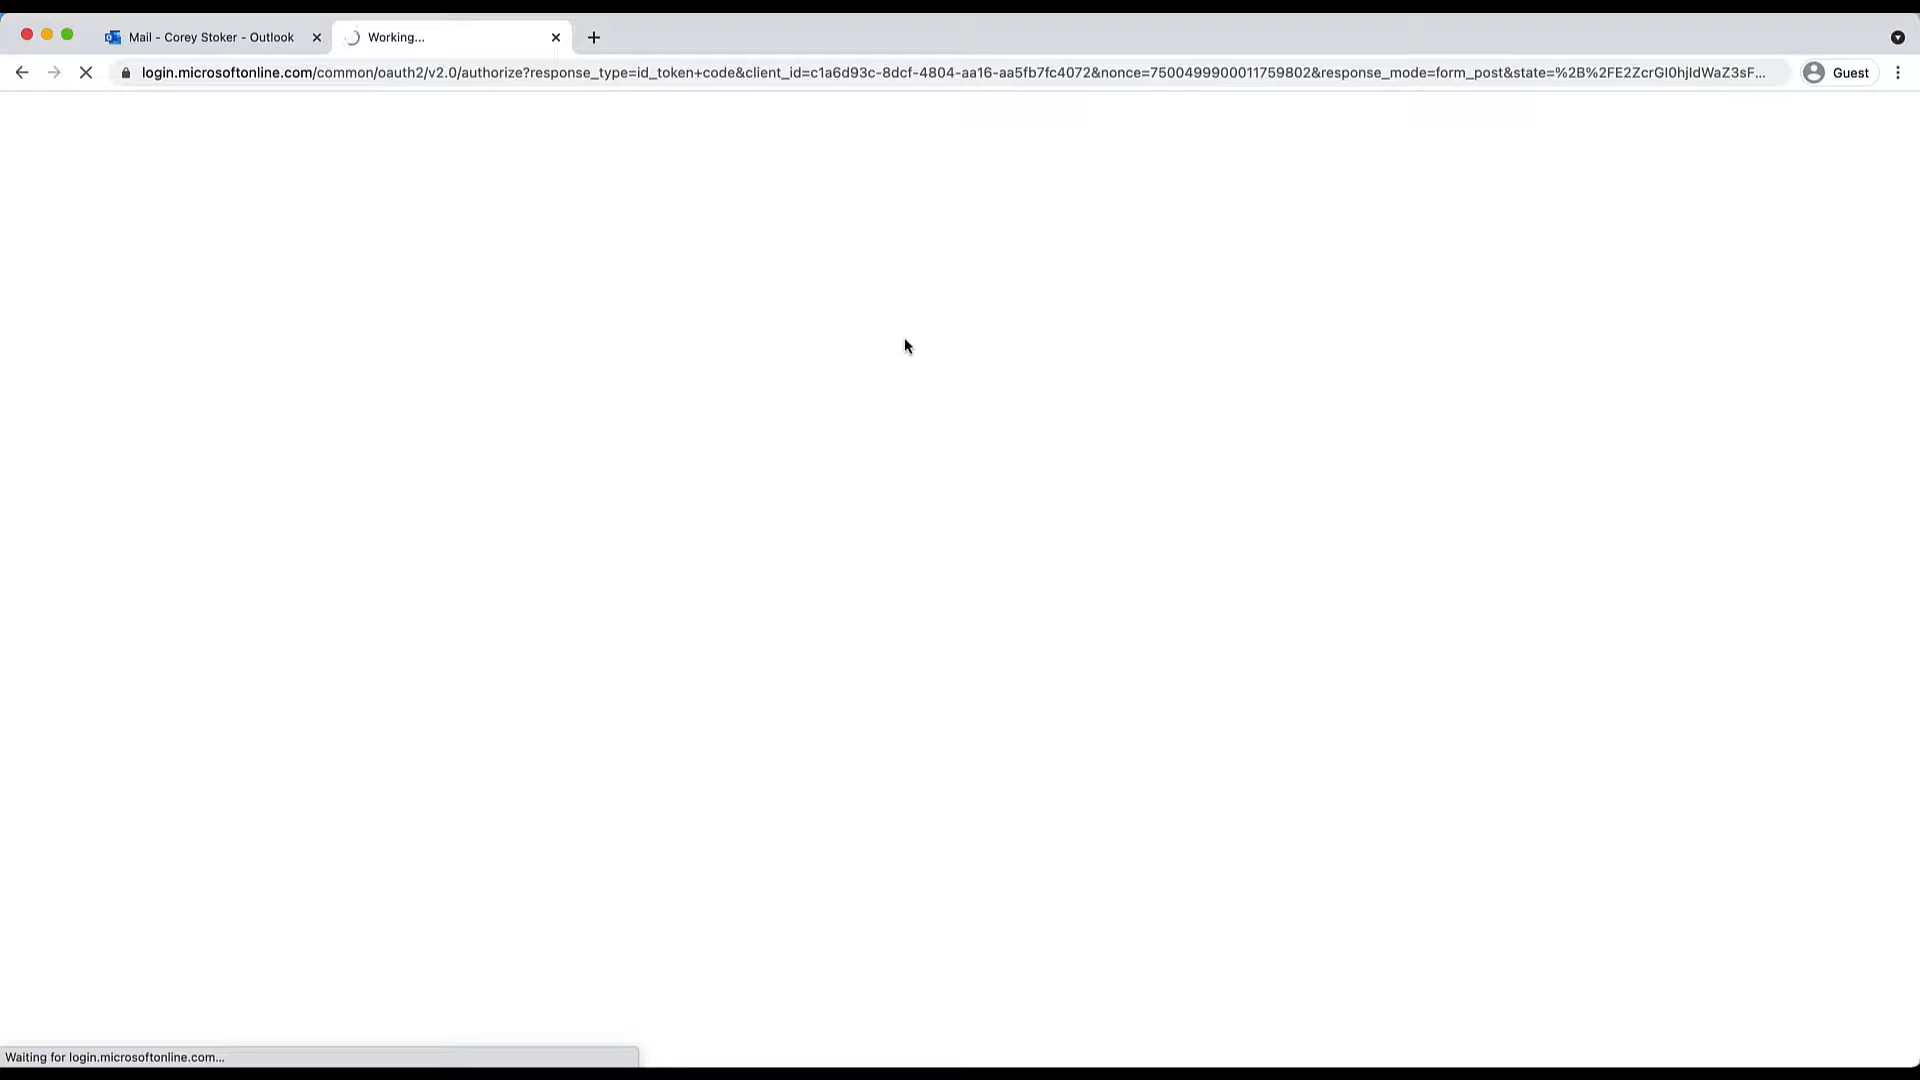 Mail - Corey Stoker - Outlook
Working...
login.microsoftonline.com/common/oauth2/v2.0/authorize?response_type=id_token+code&client_id=c1a6d93c-8dcf-4804-aa16-aa5fb7fc4072&nonce=7500499900011759802&response_mode=form_post&state=%2B%2FE2ZcrGI0hjIdWaZ3sF...
Guest
Waiting for login.microsoftonline.com...